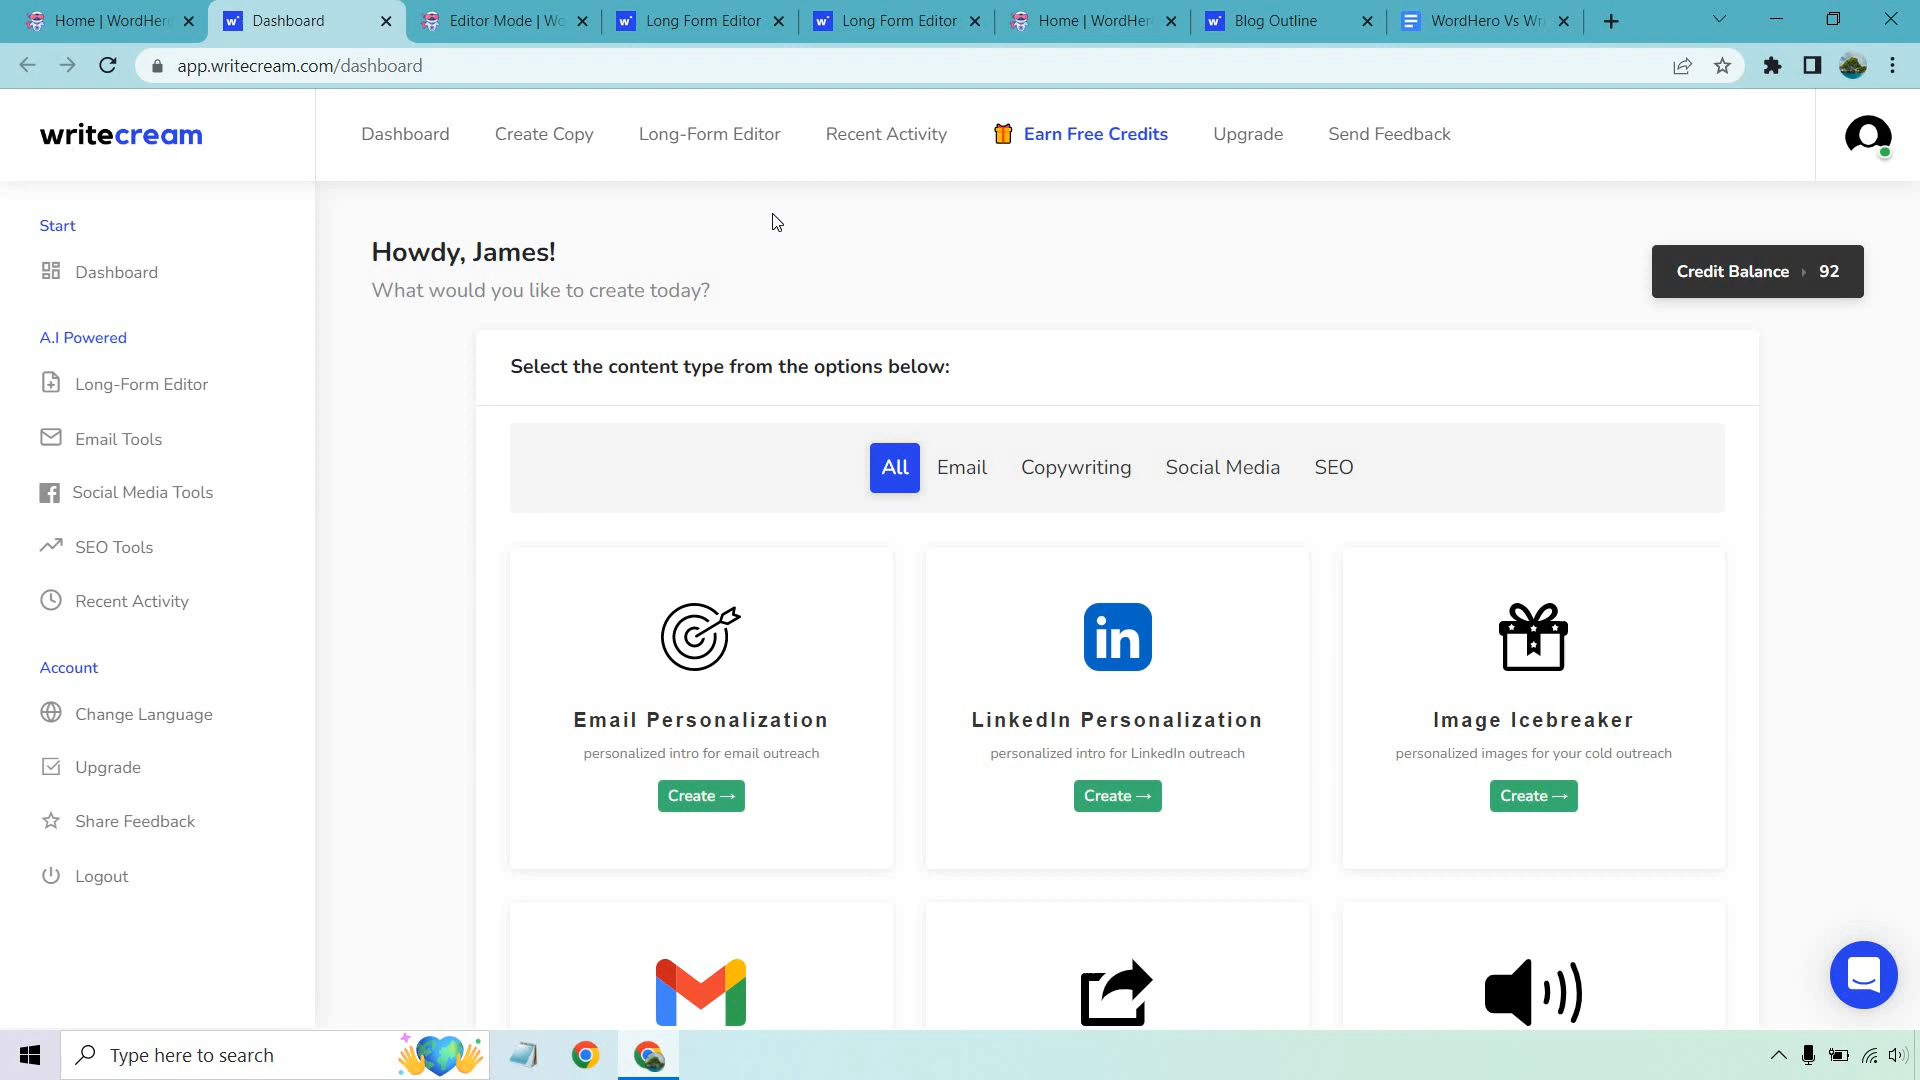 Home | WordHero
Dashboard
Editor Mode | Wo
Long Form Editor
Long Form Editor
Home | WordHero
Blog Outline
WordHero Vs Wr
app.writecream.com/dashboard
writecream
Dashboard
Create Copy
Long-Form Editor
Recent Activity
Earn Free Credits
Upgrade
Send Feedback
Start
Dashboard
A.I Powered
Long-Form Editor
Email Tools
Social Media Tools
SEO Tools
Recent Activity
Account
Change Language
Upgrade
Share Feedback
Logout
Howdy, James!
What would you like to create today?
Credit Balance 92
Select the content type from the options below:
All
Email
Copywriting
Social Media
SEO
Email Personalization
personalized intro for email outreach
Create →
LinkedIn Personalization
personalized intro for LinkedIn outreach
Create →
Image Icebreaker
personalized images for your cold outreach
Create →
Type here to search